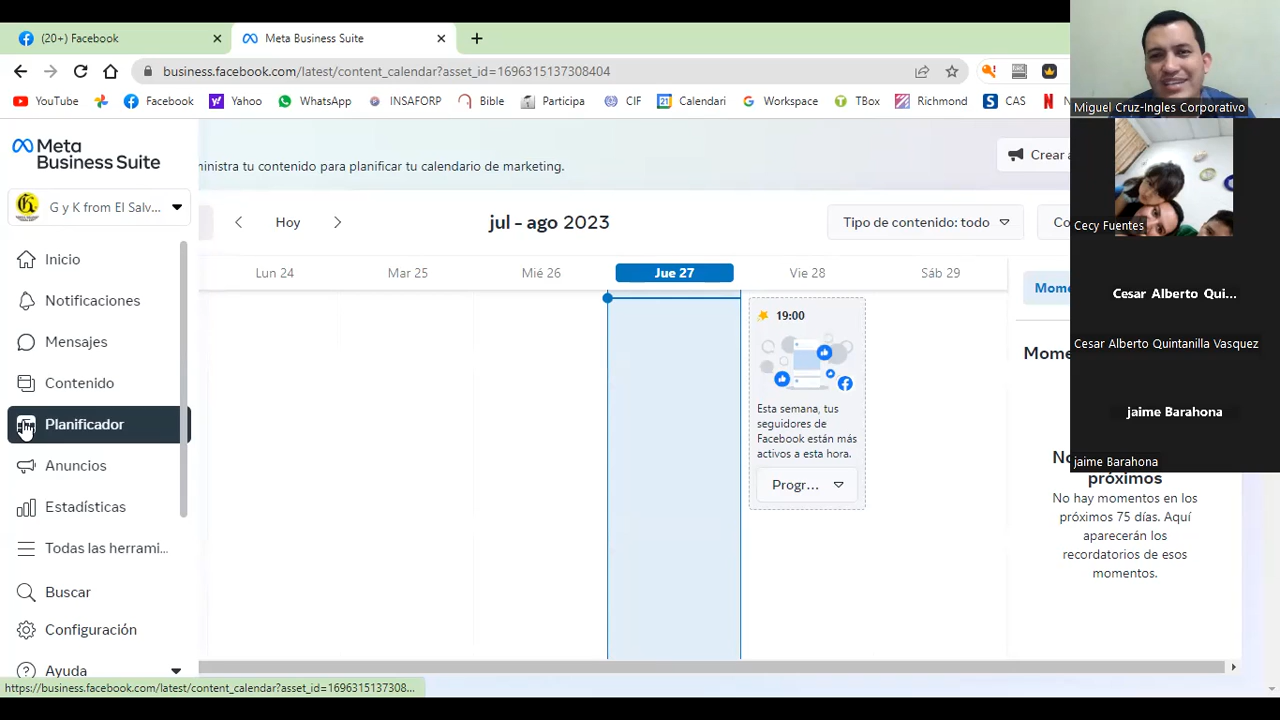 (20+) Facebook
Meta Business Suite
business.facebook.com/latest/content_calendar?asset_id=1696315137308404
YouTube
Facebook
Yahoo
WhatsApp
INSAFORP
Bible
Participa
CIF
Calendari
Workspace
TBox
Richmond
CAS
Miguel Cruz-Ingles Corporativo
Meta
Business Suite
ministra tu contenido para planificar tu calendario de marketing.
Crear a
G y K from El Salv...
Hoy
jul - ago 2023
Tipo de contenido: todo
Co
Cecy Fuentes
Inicio
Notificaciones
Mensajes
Contenido
Planificador
Anuncios
Estadísticas
Todas las herrami...
Buscar
Configuración
Ayuda
Lun 24
Mar 25
Mié 26
Jue 27
Vie 28
Sáb 29
19:00
Esta semana, tus
seguidores de
Facebook están más
activos a esta hora.
Progr...
Mome
Mome
No
próximos
No hay momentos en los
próximos 75 días. Aquí
aparecerán los
recordatorios de esos
momentos.
Cesar Alberto Qui...
Cesar Alberto Quintanilla Vasquez
jaime Barahona
jaime Barahona
https://business.facebook.com/latest/content_calendar?asset_id=1696315137308...